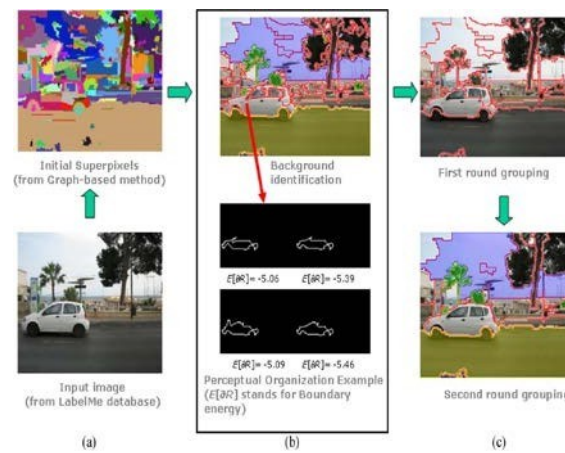 Initial Superpixels
(from Graph-based method)
Input image
(from LabelMe database)
(a)
Background
identification
E[∂R]= -5.06
E[∂R]= -5.39
E[∂R]= -5.09
E[∂R]= -5.46
Perceptual Organization Example
(E[∂R] stands for Boundary
energy)
(b)
First round grouping
Second round grouping
(c)